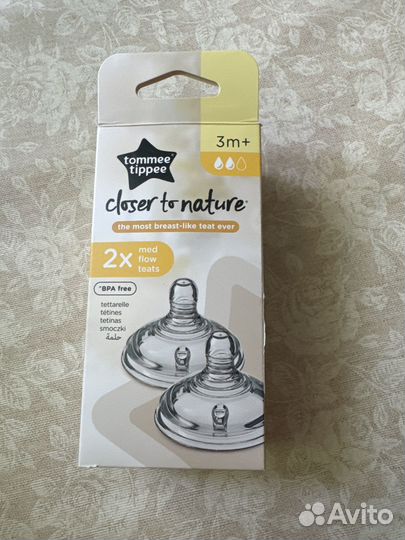 3m+
tommee
tippee
closer to nature®
the most breast-like teat ever
2x med
flow
teats
*BPA free
tettarelle
tétines
tetinas
smoczki
حلمة
Avito